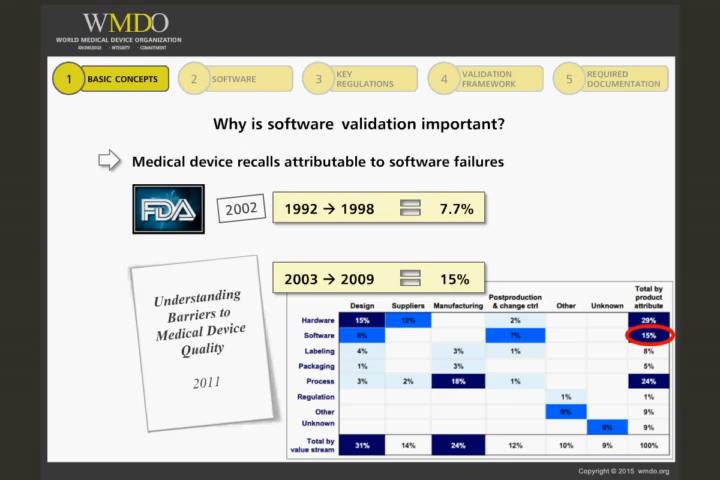 WMDO
WORLD MEDICAL DEVICE ORGANIZATION
KNOWLEDGE · INTEGRITY · COMMITMENT
1 BASIC CONCEPTS
2 SOFTWARE
3 KEY REGULATIONS
4 VALIDATION FRAMEWORK
5 REQUIRED DOCUMENTATION
Why is software validation important?
Medical device recalls attributable to software failures
FDA
2002
1992 → 1998 = 7.7%
2003 → 2009 = 15%
Understanding
Barriers to
Medical Device
Quality
2011
Design Suppliers Manufacturing Postproduction & change ctrl Other Unknown Total by product attribute
Hardware 15% 12% 2% 29%
Software 8% 7% 15%
Labeling 4% 3% 1% 8%
Packaging 1% 3% 5%
Process 3% 2% 18% 1% 24%
Regulation 1% 1%
Other 9% 9%
Unknown 9% 9%
Total by value stream 31% 14% 24% 12% 10% 9% 100%
Copyright © 2015 wmdo.org